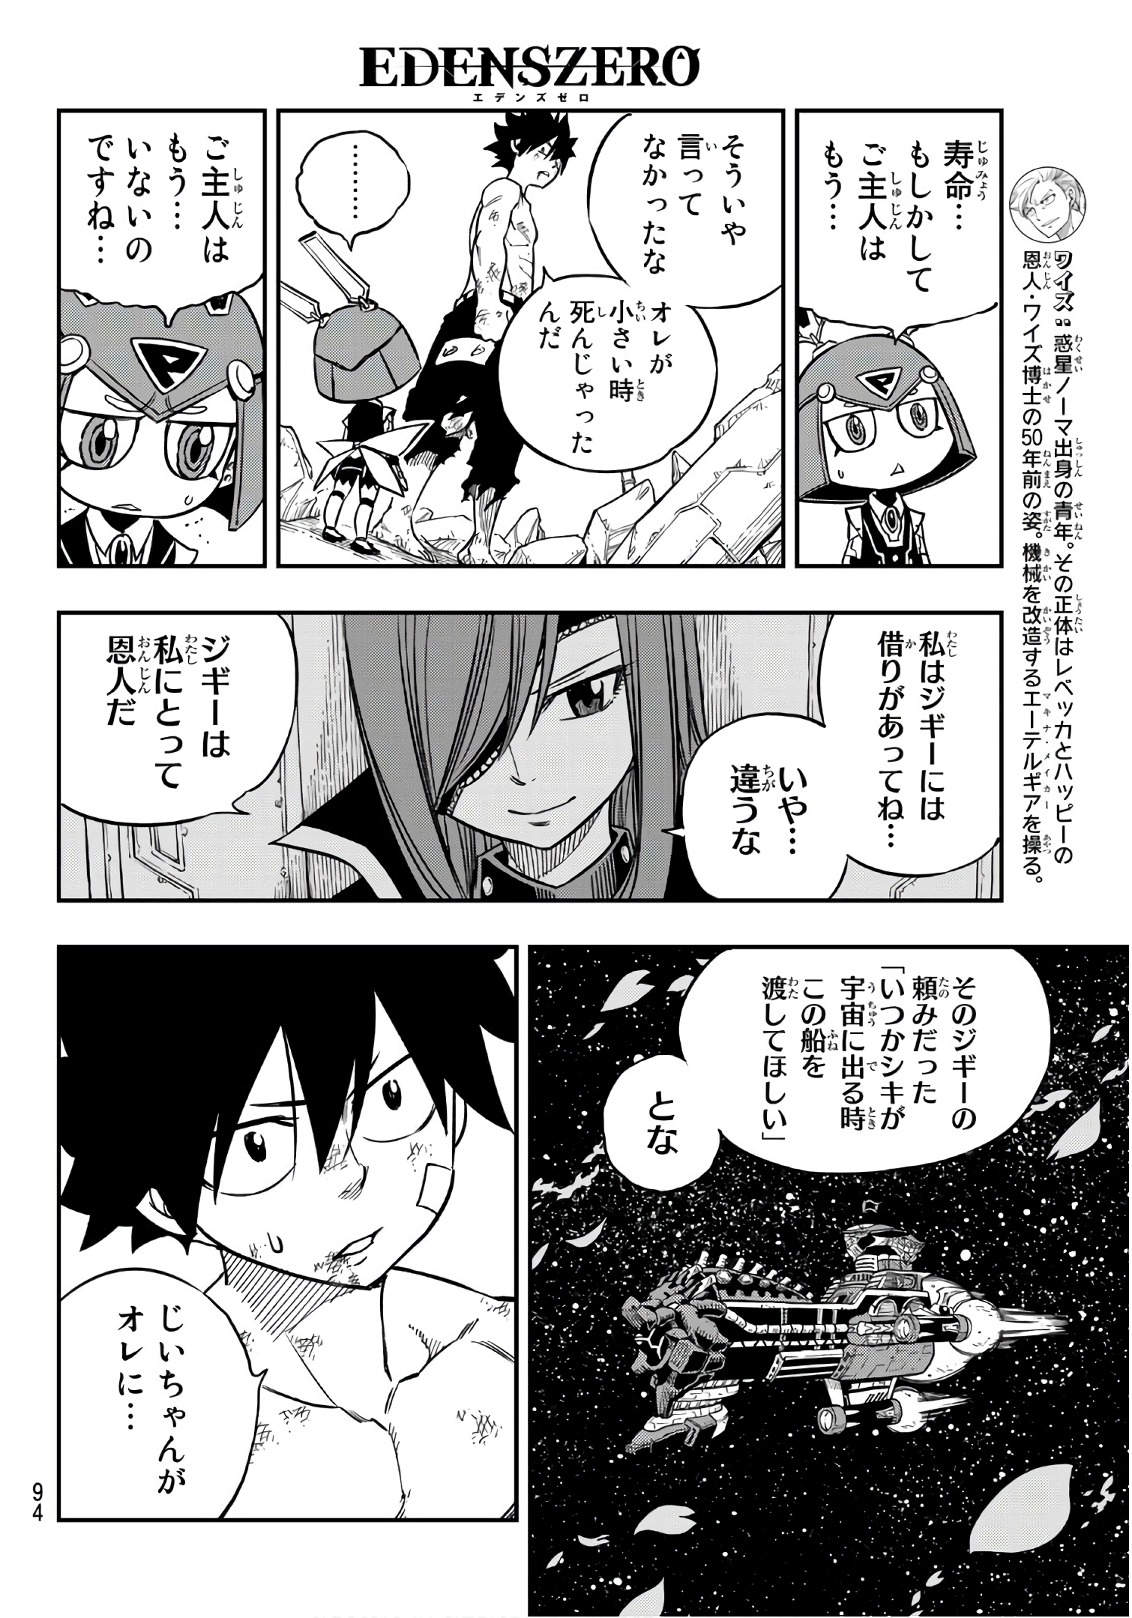 EDENSZERO
エデンズゼロ
寿命…
もしかして
ご主人は
もう…
そういや
言って
なかったな
オレが
小さい時
死んじゃった
んだ
………
ご主人は
もう…
いないの
ですね…
ワイズ：惑星ノーマ出身の青年。その正体はレベッカとハッピーの
恩人・ワイズ博士の50年前の姿。機械を改造するエーテルギアを操る。
私はジギーには
借りがあってね…
いや…
違うな
ジギーは
私にとって
恩人だ
そのジギーの
頼みだった
「いつかシキが
宇宙に出る時
この船を
渡してほしい」
とな
じいちゃんが
オレに…
94